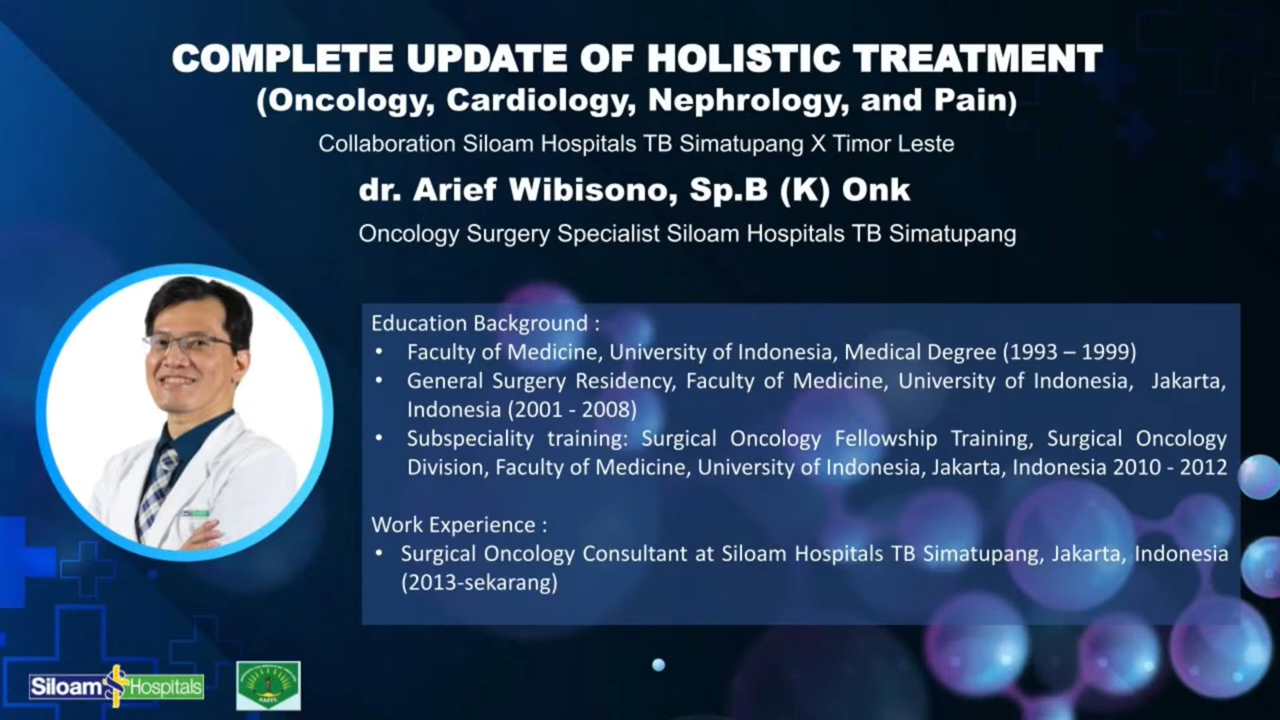 COMPLETE UPDATE OF HOLISTIC TREATMENT
(Oncology, Cardiology, Nephrology, and Pain)
Collaboration Siloam Hospitals TB Simatupang X Timor Leste
dr. Arief Wibisono, Sp.B (K) Onk
Oncology Surgery Specialist Siloam Hospitals TB Simatupang
Education Background :
• Faculty of Medicine, University of Indonesia, Medical Degree (1993 – 1999)
• General Surgery Residency, Faculty of Medicine, University of Indonesia, Jakarta,
Indonesia (2001 - 2008)
• Subspeciality training: Surgical Oncology Fellowship Training, Surgical Oncology
Division, Faculty of Medicine, University of Indonesia, Jakarta, Indonesia 2010 - 2012
Work Experience :
• Surgical Oncology Consultant at Siloam Hospitals TB Simatupang, Jakarta, Indonesia
(2013-sekarang)
Siloam Hospitals